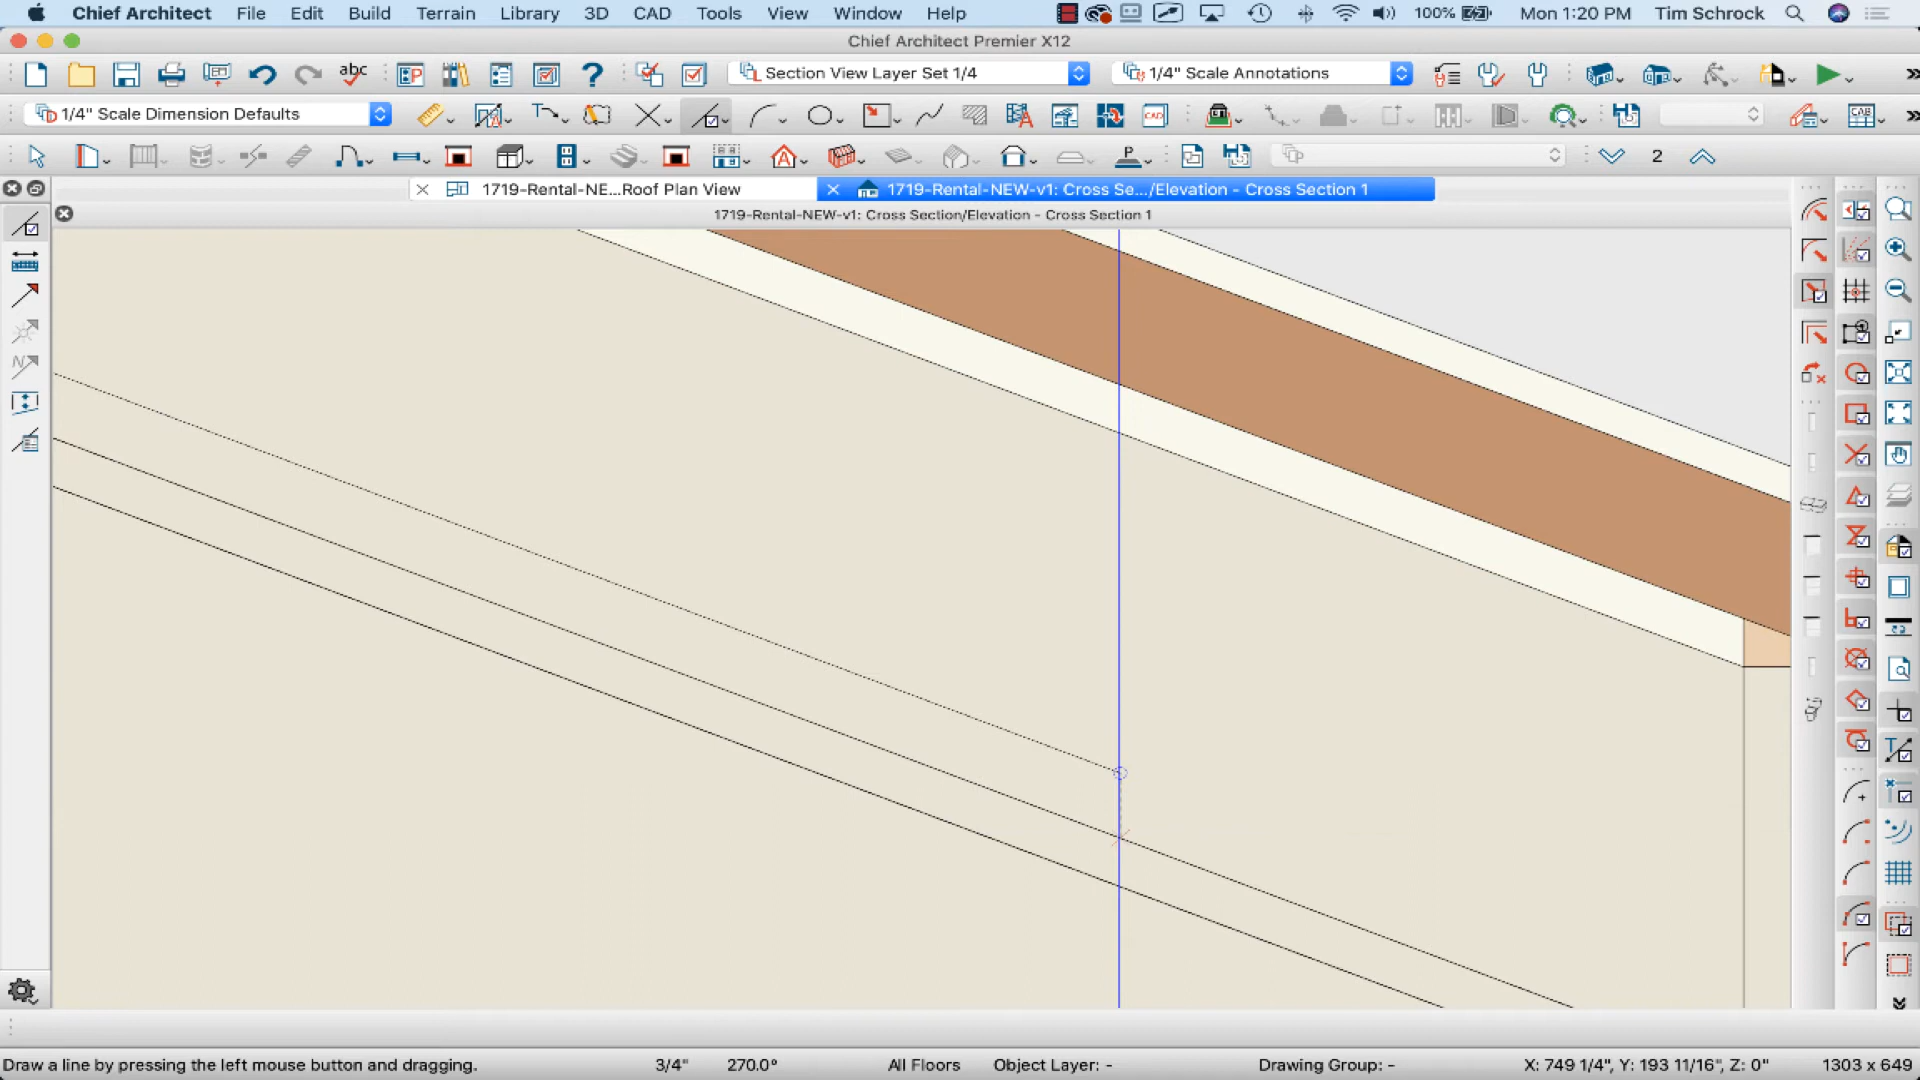 Chief Architect File Edit Build Terrain Library 3D CAD Tools View Window Help 100% Mon 1:20 PM Tim Schrock
Chief Architect Premier X12
abc P ? Section View Layer Set 1/4 1/4" Scale Annotations
1/4" Scale Dimension Defaults CAD CAB
P 2
1719-Rental-NE...Roof Plan View 1719-Rental-NEW-v1: Cross Se.../Elevation - Cross Section 1
1719-Rental-NEW-v1: Cross Section/Elevation - Cross Section 1
Draw a line by pressing the left mouse button and dragging. 3/4" 270.0° All Floors Object Layer: - Drawing Group: - X: 749 1/4", Y: 193 11/16", Z: 0" 1303 x 649